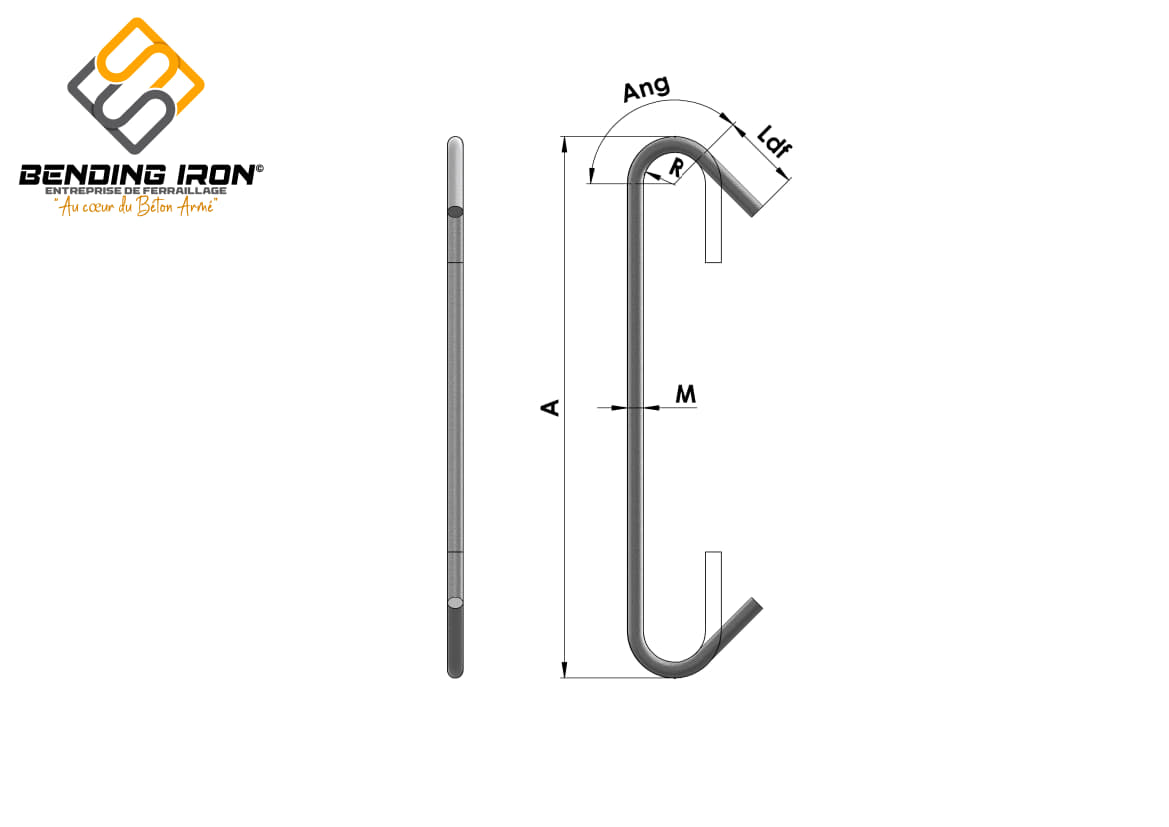 BENDING IRON©
ENTREPRISE DE FERRAILLAGE
"Au cœur du Béton Armé"
Ang
Ldf
R
M
A